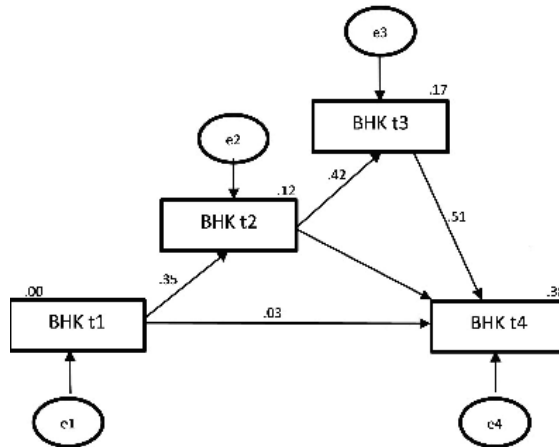 e3
.17
BHK t3
e2
.12
.42
BHK t2
.51
.35
.00
.03
BHK t1
BHK t4
e1
e4